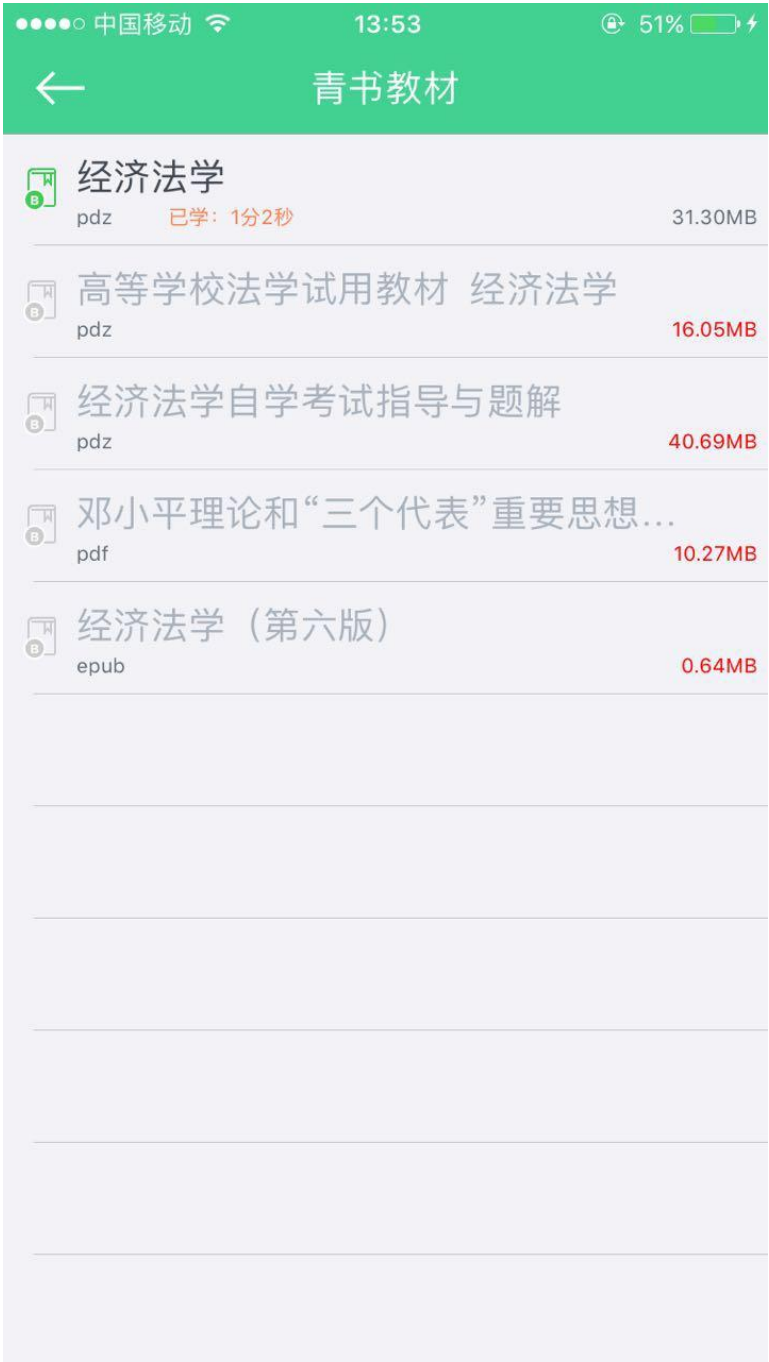 中国移动 13:53 51%
青书教材
经济法学
pdz 已学：1分2秒 31.30MB
高等学校法学试用教材 经济法学
pdz 16.05MB
经济法学自学考试指导与题解
pdz 40.69MB
邓小平理论和“三个代表”重要思想...
pdf 10.27MB
经济法学（第六版）
epub 0.64MB